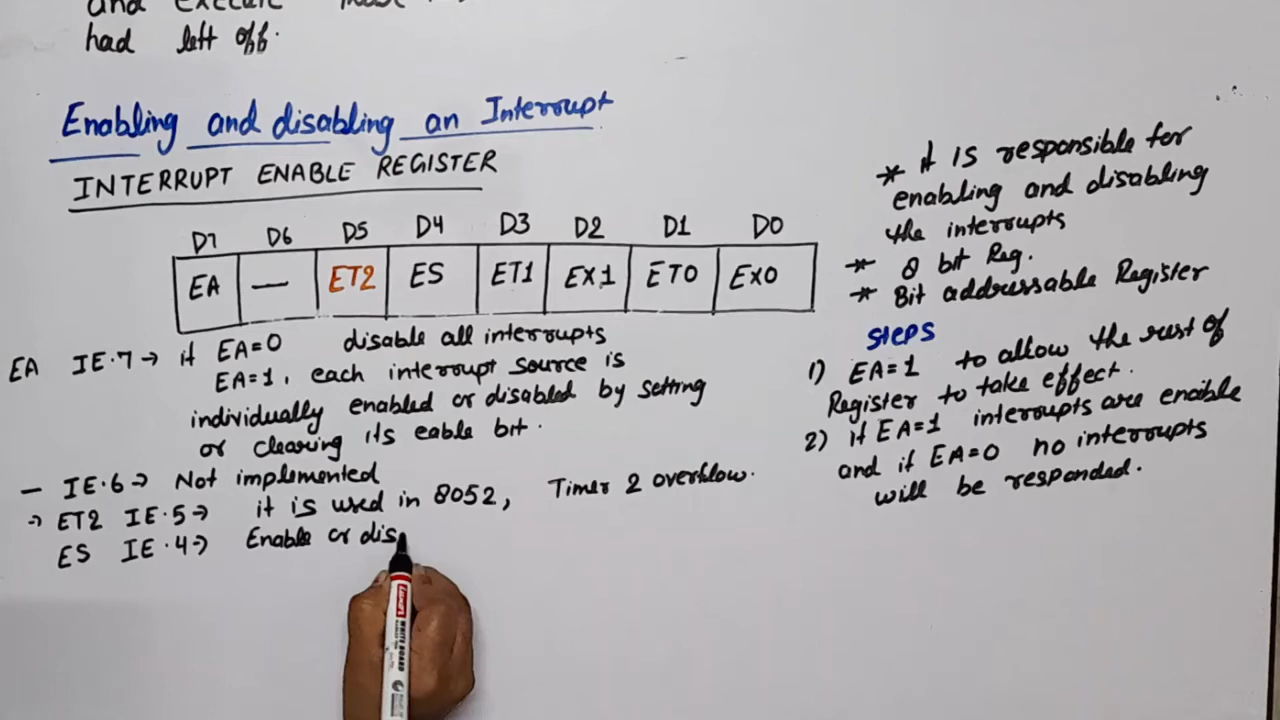 and execute
had left off.
Enabling and disabling an Interrupt
INTERRUPT ENABLE REGISTER
D7 D6 D5 D4 D3 D2 D1 D0
EA — ET2 ES ET1 EX1 ET0 EX0
EA IE.7 → if EA=0 disable all interrupts
EA=1, each interrupt source is
individually enabled or disabled by setting
or clearing its eable bit.
— IE.6 → Not implemented
→ ET2 IE.5 → it is used in 8052, Timer 2 overflow.
ES IE.4 → Enable or dis
* it is responsible for
enabling and disabling
the interrupts
* 8 bit Reg.
* Bit addressable Register
Steps
1) EA=1 to allow the rest of
Register to take effect.
2) if EA=1 interrupts are enable
and if EA=0 no interrupts
will be responded.
WHITE BOARD